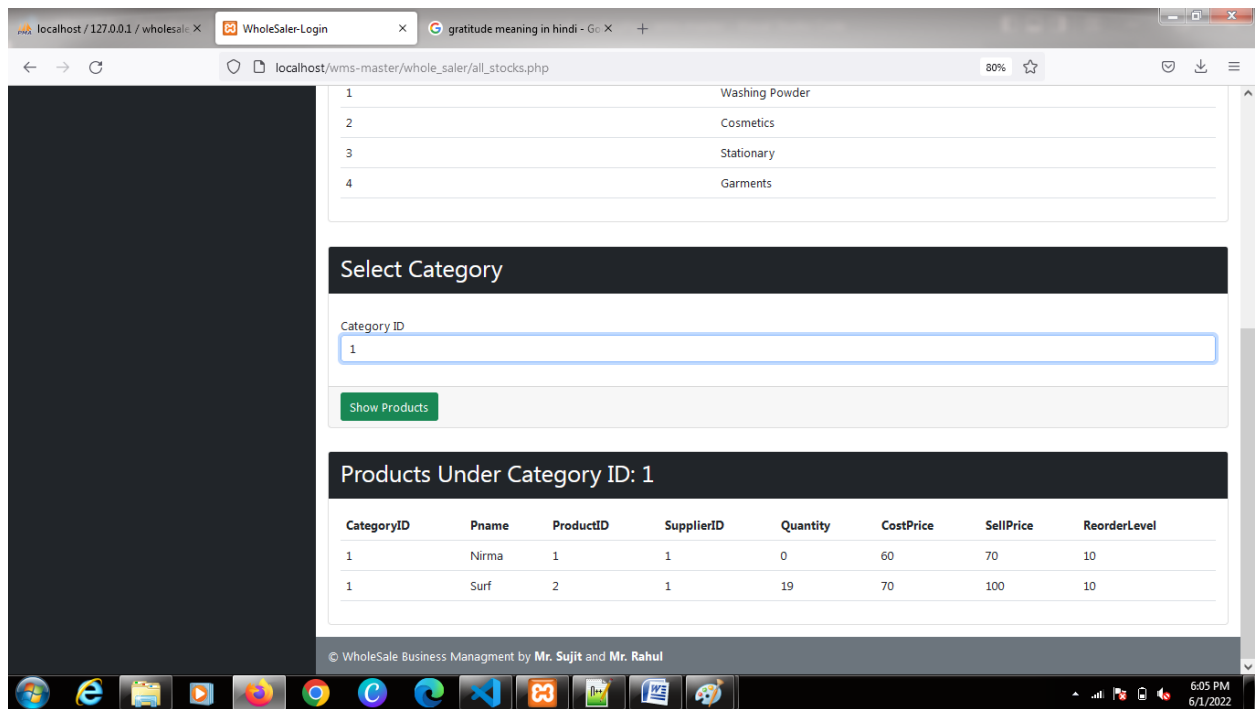 localhost / 127.0.0.1 / wholesale
WholeSaler-Login
gratitude meaning in hindi - Go
localhost/wms-master/whole_saler/all_stocks.php
80%
1 Washing Powder
2 Cosmetics
3 Stationary
4 Garments
Select Category
Category ID
1
Show Products
Products Under Category ID: 1
CategoryID Pname ProductID SupplierID Quantity CostPrice SellPrice ReorderLevel
1 Nirma 1 1 0 60 70 10
1 Surf 2 1 19 70 100 10
© WholeSale Business Managment by Mr. Sujit and Mr. Rahul
6:05 PM
6/1/2022